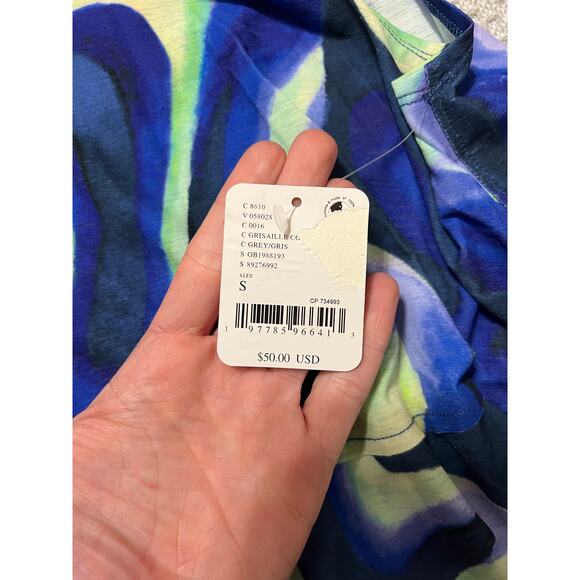 C 8610
V 058028
C 0016
C GRISAILLE CO
C GREY/GRIS
S OB1988193
S 89276992
size
S
CP 734993
1 97785 96641 3
$50.00 USD